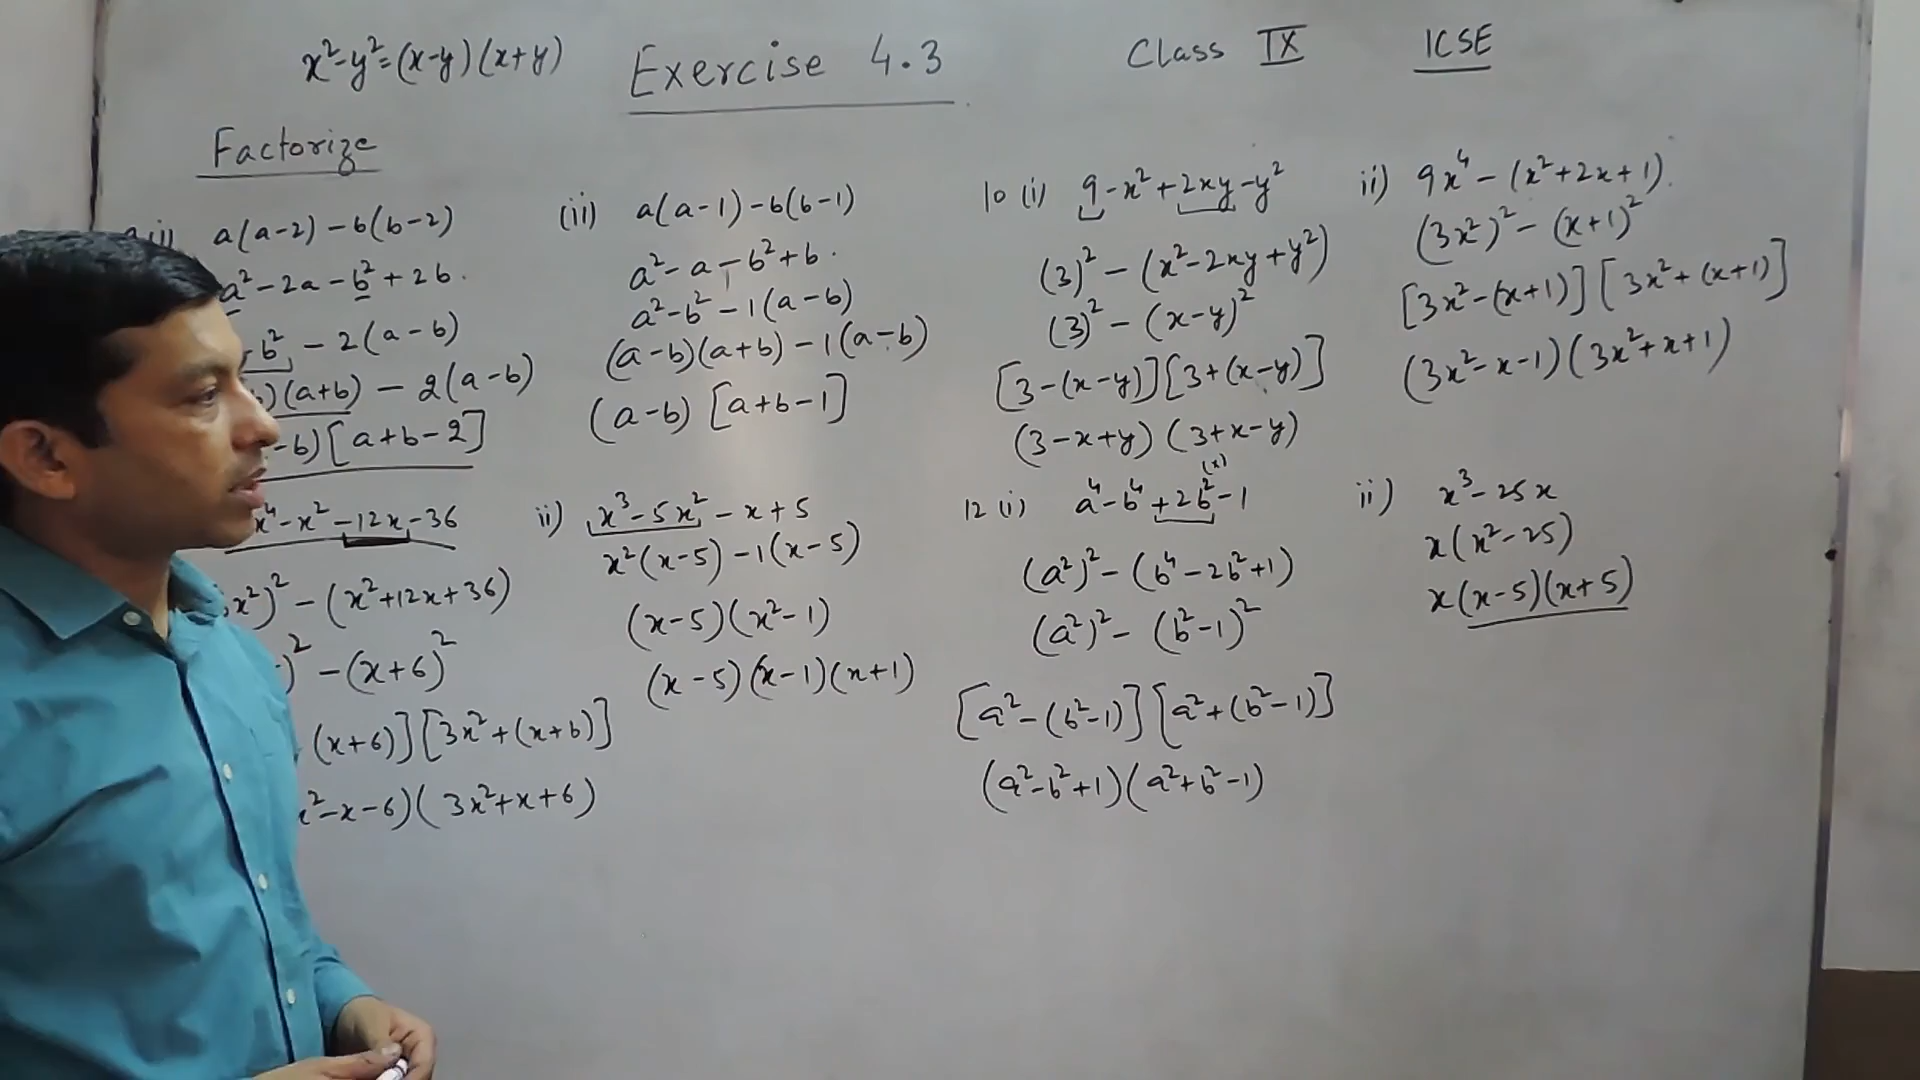 x²-y²=(x-y)(x+y)
Exercise 4.3
Class IX ICSE
Factorize
a(a-2)-b(b-2)
a²-2a-b²+2b.
-b²-2(a-b)
)(a+b)-2(a-b)
-b)[a+b-2]
(iii) a(a-1)-b(b-1)
a²-a-b²+b.
a²-b²-1(a-b)
(a-b)(a+b)-1(a-b)
(a-b)[a+b-1]
10 (i) 9-x²+2xy-y²
(3)²-(x²-2xy+y²)
(3)²-(x-y)²
[3-(x-y)][3+(x-y)]
(3-x+y)(3+x-y)
ii) 9x⁴-(x²+2x+1).
(3x²)²-(x+1)²
[3x²-(x+1)][3x²+(x+1)]
(3x²-x-1)(3x²+x+1)
x⁴-x²-12x-36
x²)²-(x²+12x+36)
)²-(x+6)²
(x+6)][3x²+(x+6)]
x²-x-6)(3x²+x+6)
ii) x³-5x²-x+5
x²(x-5)-1(x-5)
(x-5)(x²-1)
(x-5)(x-1)(x+1)
(x)
12 (i) a⁴-b⁴+2b²-1
(a²)²-(b⁴-2b²+1)
(a²)²-(b²-1)²
[a²-(b²-1)][a²+(b²-1)]
(a²-b²+1)(a²+b²-1)
ii) x³-25x
x(x²-25)
x(x-5)(x+5)